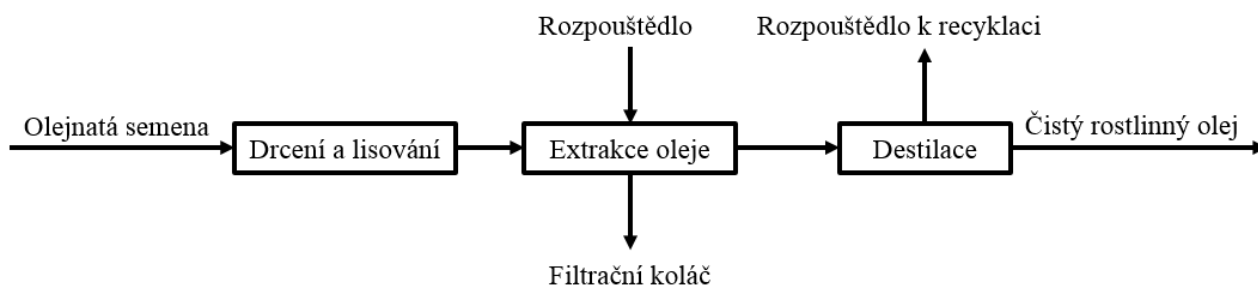 Rozpouštědlo
Rozpouštědlo k recyklaci
Olejnatá semena
Drcení a lisování
Extrakce oleje
Destilace
Čistý rostlinný olej
Filtrační koláč